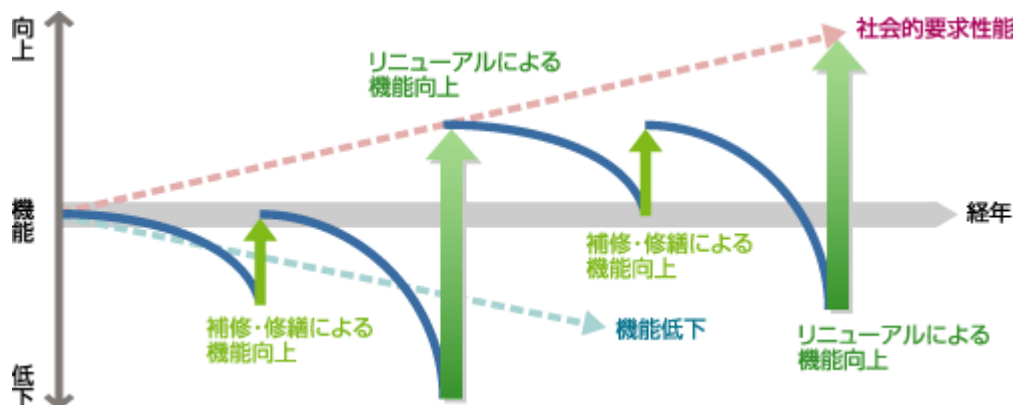 向上
社会的要求性能
リニューアルによる
機能向上
機能
経年
補修・修繕による
機能向上
補修・修繕による
機能向上
機能低下
リニューアルによる
機能向上
低下